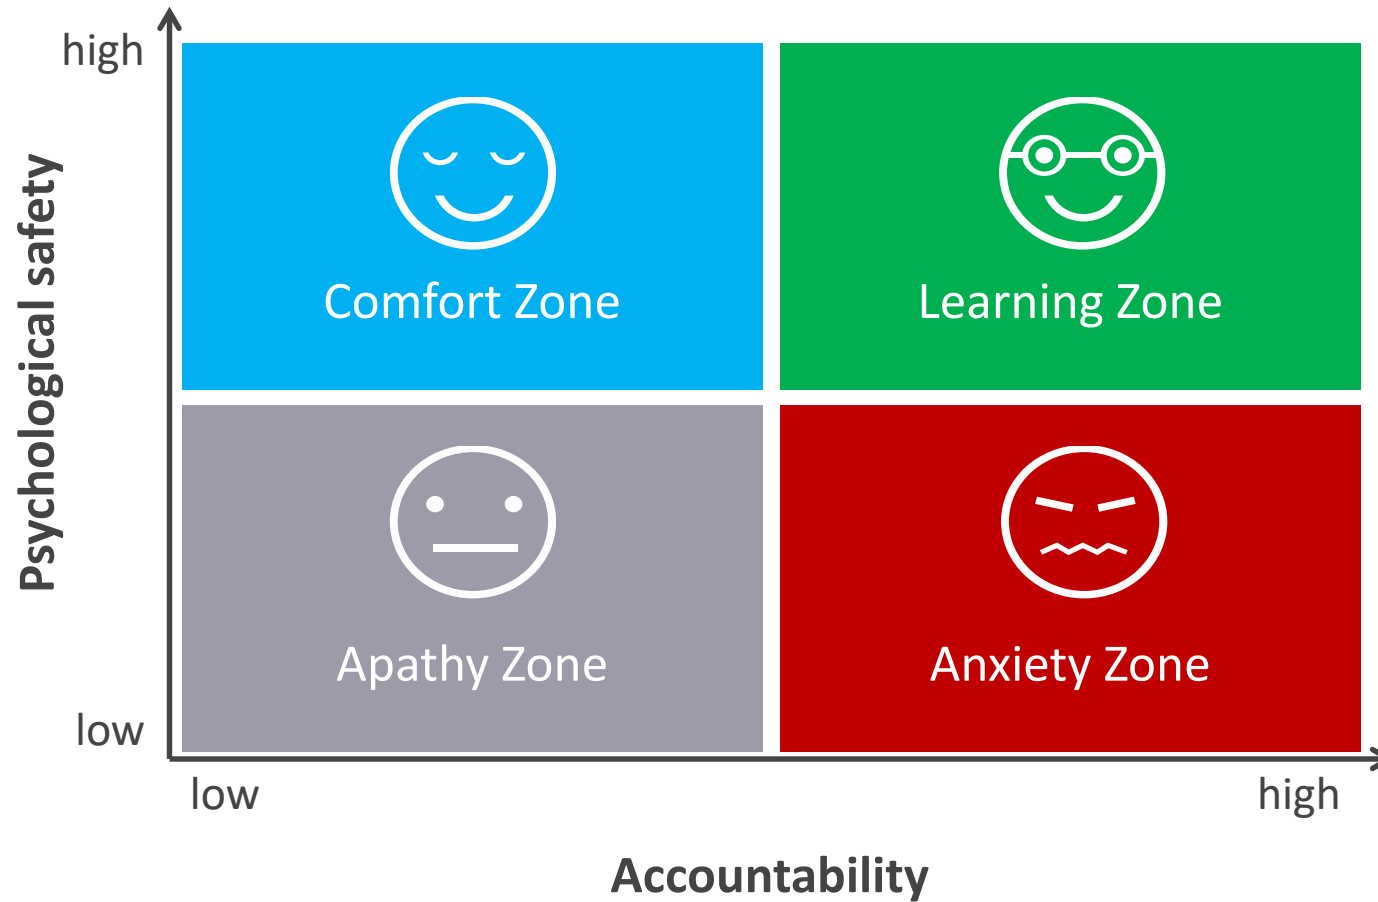 high
Psychological safety
Comfort Zone
Learning Zone
Apathy Zone
Anxiety Zone
low
low
high
Accountability